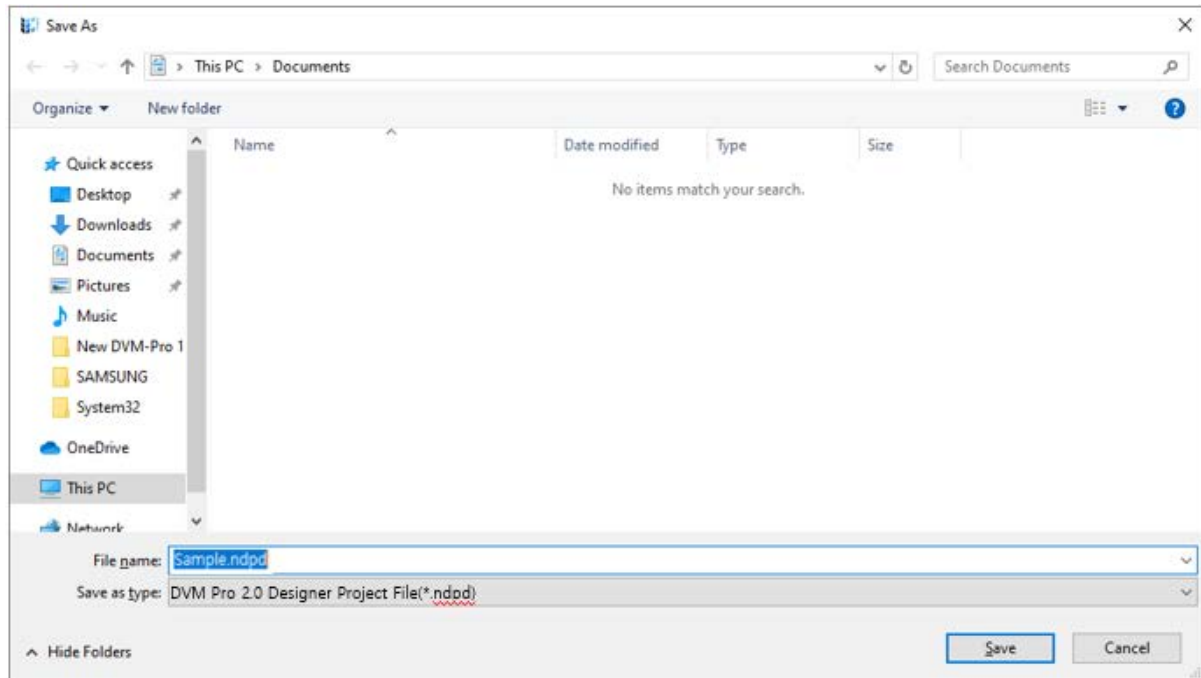 Save As
This PC > Documents
Search Documents
Organize
New folder
Name
Date modified
Type
Size
No items match your search.
Quick access
Desktop
Downloads
Documents
Pictures
Music
New DVM-Pro 1
SAMSUNG
System32
OneDrive
This PC
Network
File name: Sample.ndpd
Save as type: DVM Pro 2.0 Designer Project File(*.ndpd)
Hide Folders
Save
Cancel